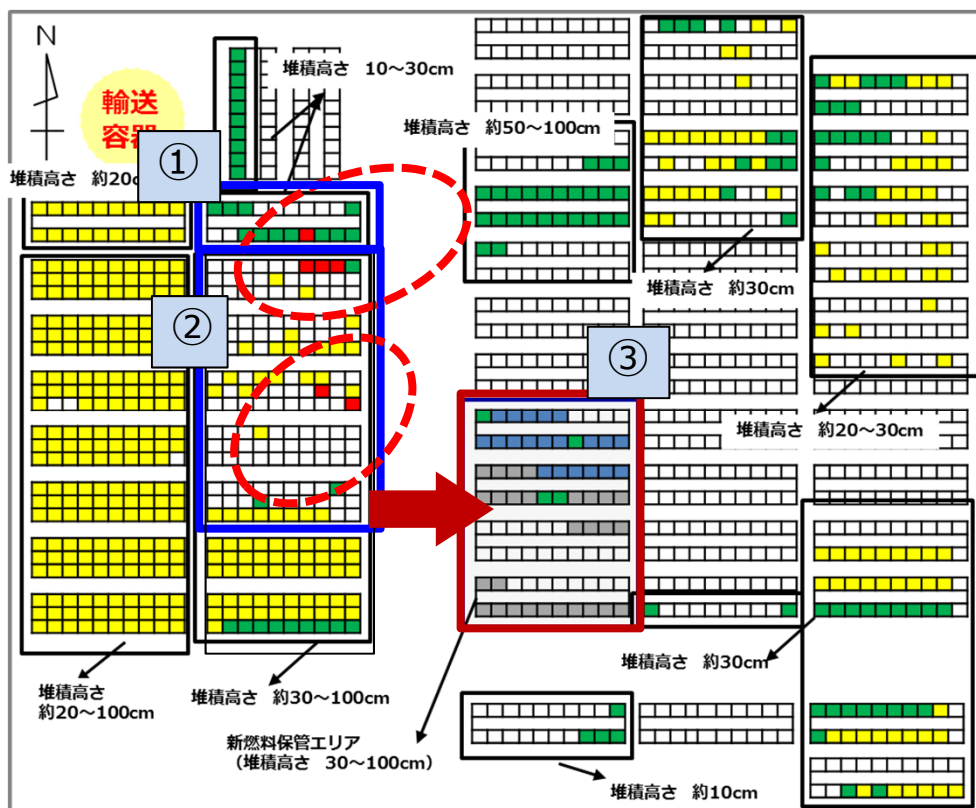 N
輸送
容器
堆積高さ 10～30cm
堆積高さ 約50～100cm
①
堆積高さ 約20c
堆積高さ 約30cm
②
③
堆積高さ 約20～30cm
堆積高さ 約30cm
堆積高さ
約20～100cm
堆積高さ 約30～100cm
新燃料保管エリア
（堆積高さ 30～100cm）
堆積高さ 約10cm